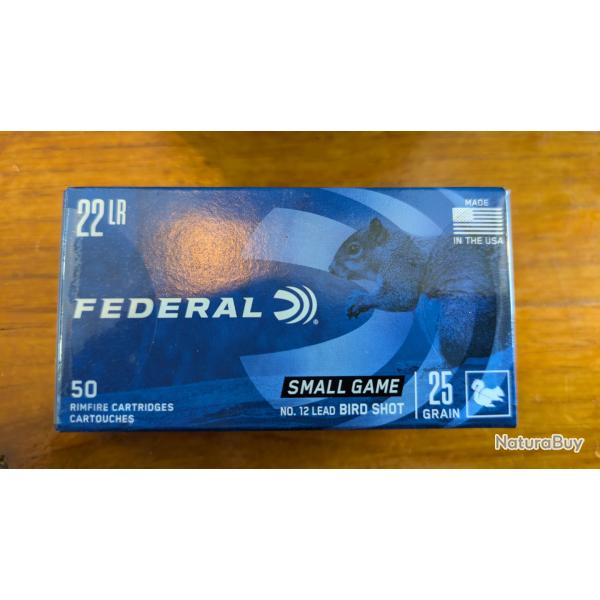 22 LR
MADE
IN THE USA
FEDERAL ®
50
RIMFIRE CARTRIDGES
CARTOUCHES
SMALL GAME
NO. 12 LEAD BIRD SHOT
25
GRAIN
NaturaBuy